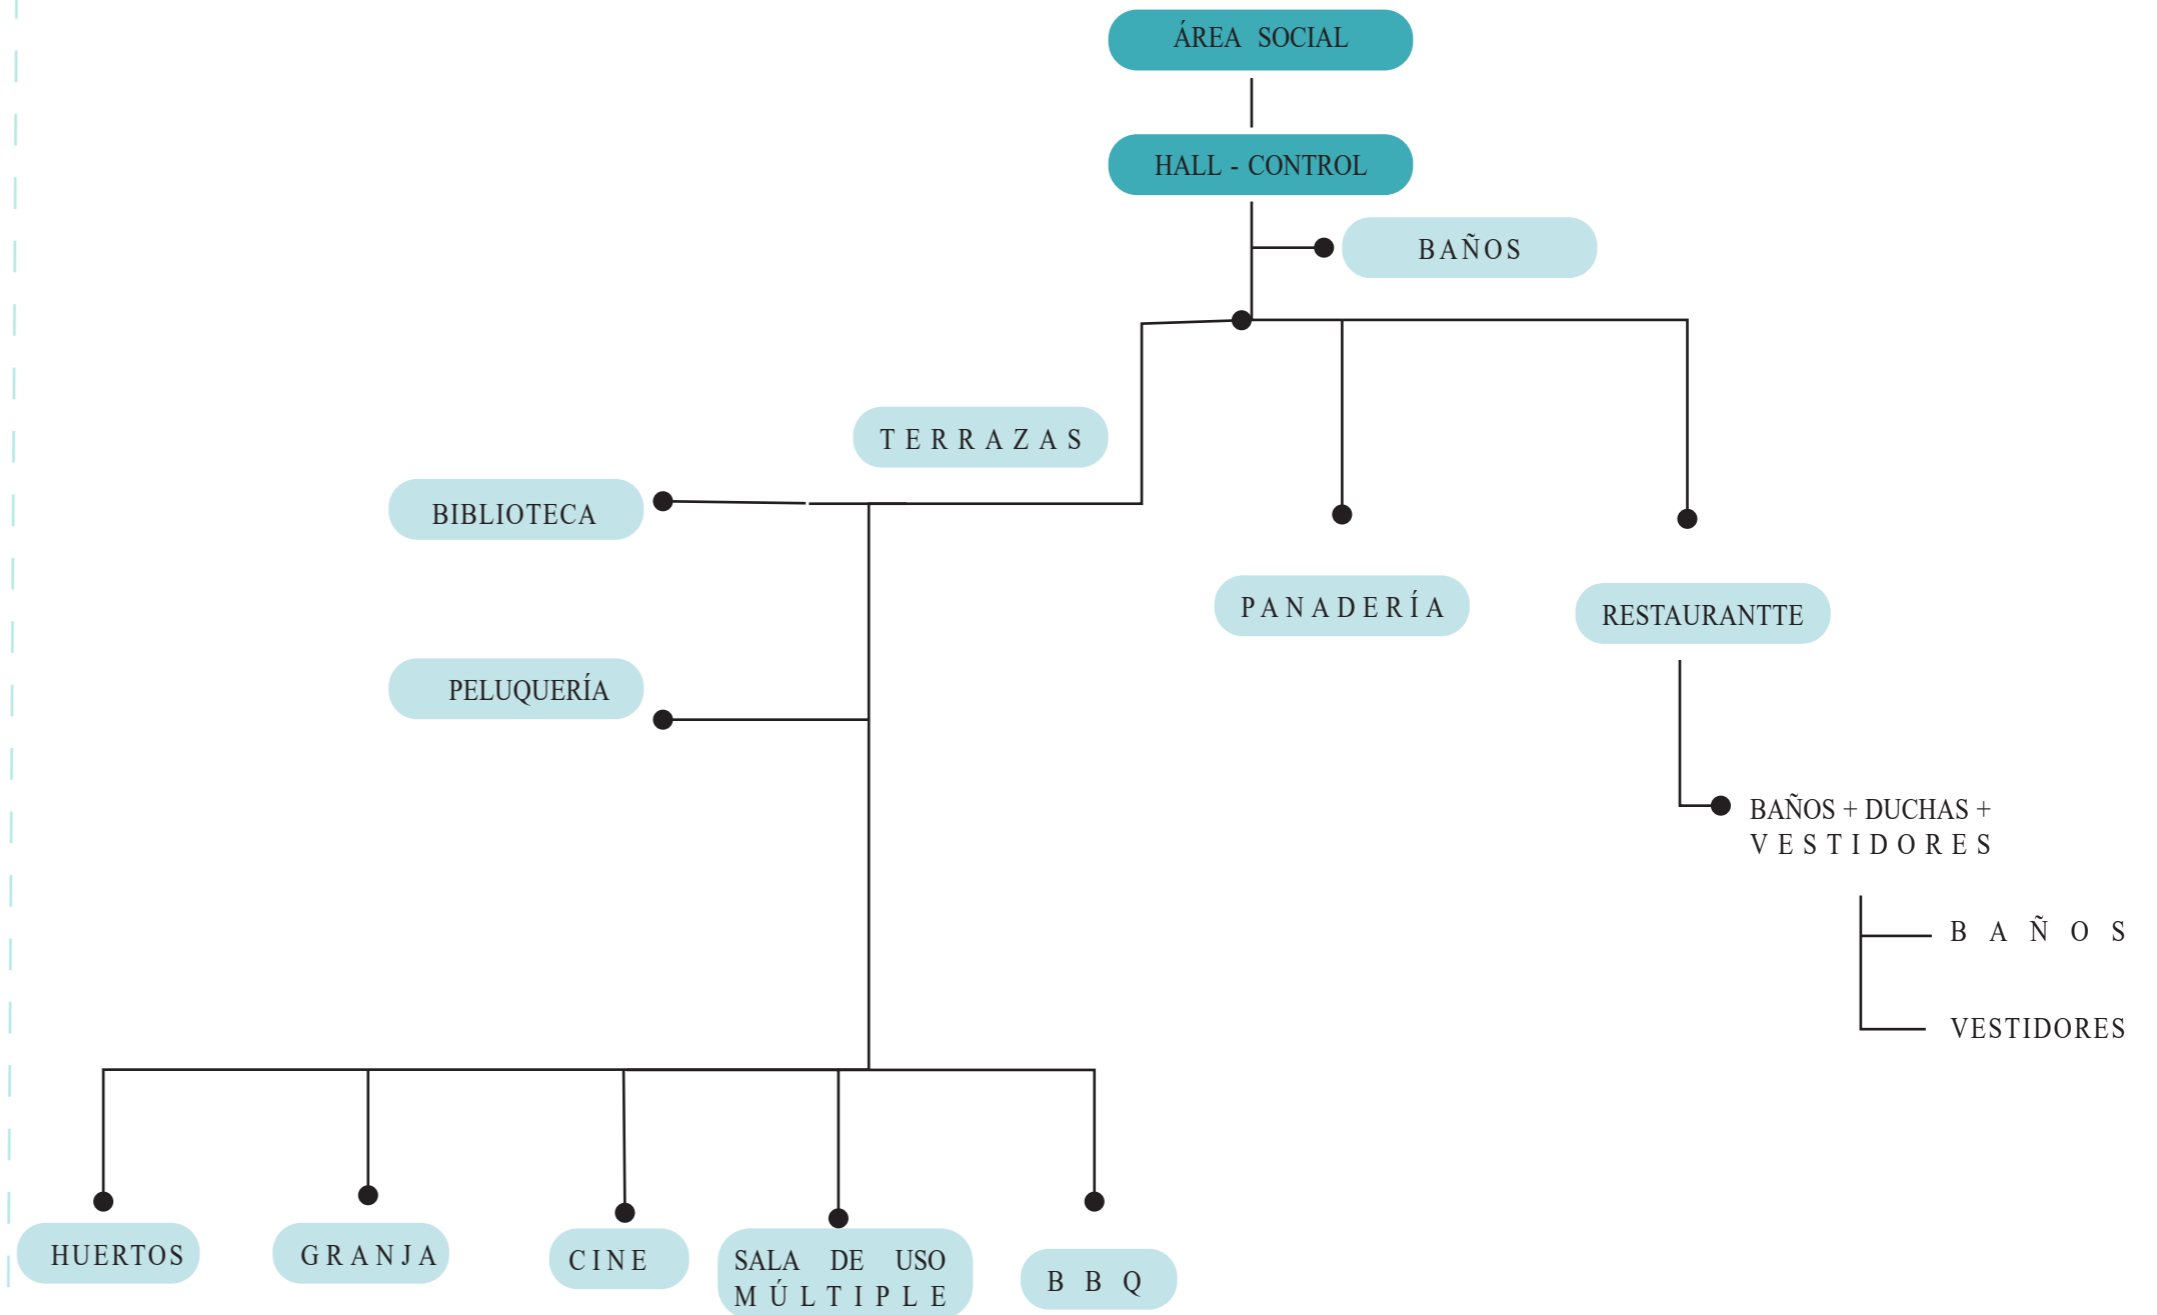 ÁREA SOCIAL
HALL - CONTROL
BAÑOS
TERRAZAS
BIBLIOTECA
PANADERÍA
RESTAURANTTE
PELUQUERÍA
BAÑOS + DUCHAS +
VESTIDORES
BAÑOS
VESTIDORES
HUERTOS
GRANJA
CINE
SALA DE USO
MÚLTIPLE
BBQ